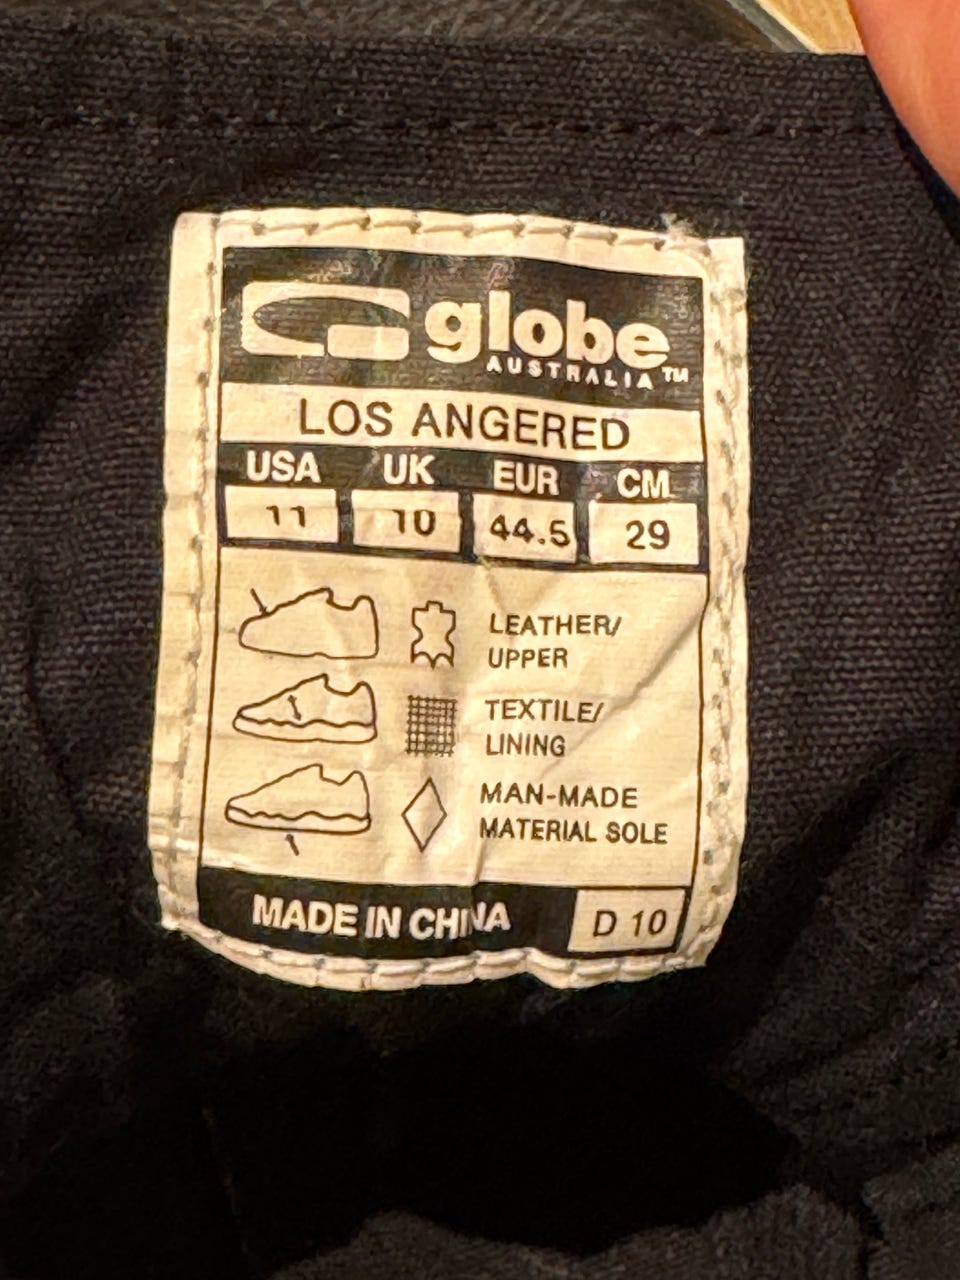 globe
AUSTRALIA™
LOS ANGERED
USA UK EUR CM
11 10 44.5 29
LEATHER/
UPPER
TEXTILE/
LINING
MAN-MADE
MATERIAL SOLE
MADE IN CHINA D 10